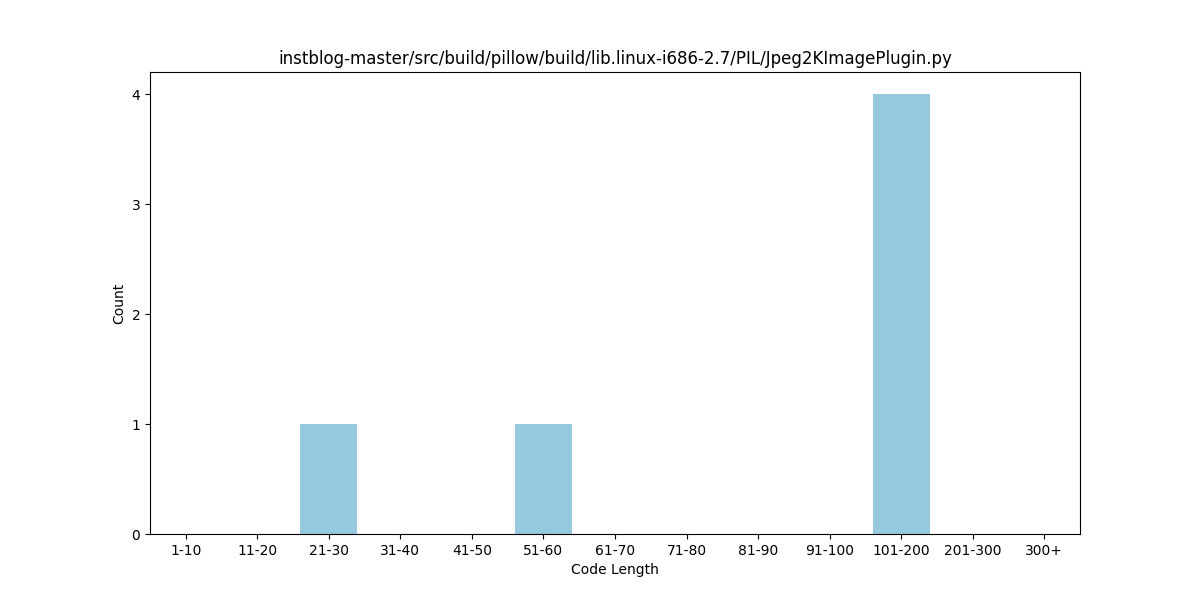 instblog-master/src/build/pillow/build/lib.linux-i686-2.7/PIL/Jpeg2KImagePlugin.py
4
3
2
1
0
Count
1-10 11-20 21-30 31-40 41-50 51-60 61-70 71-80 81-90 91-100 101-200 201-300 300+
Code Length